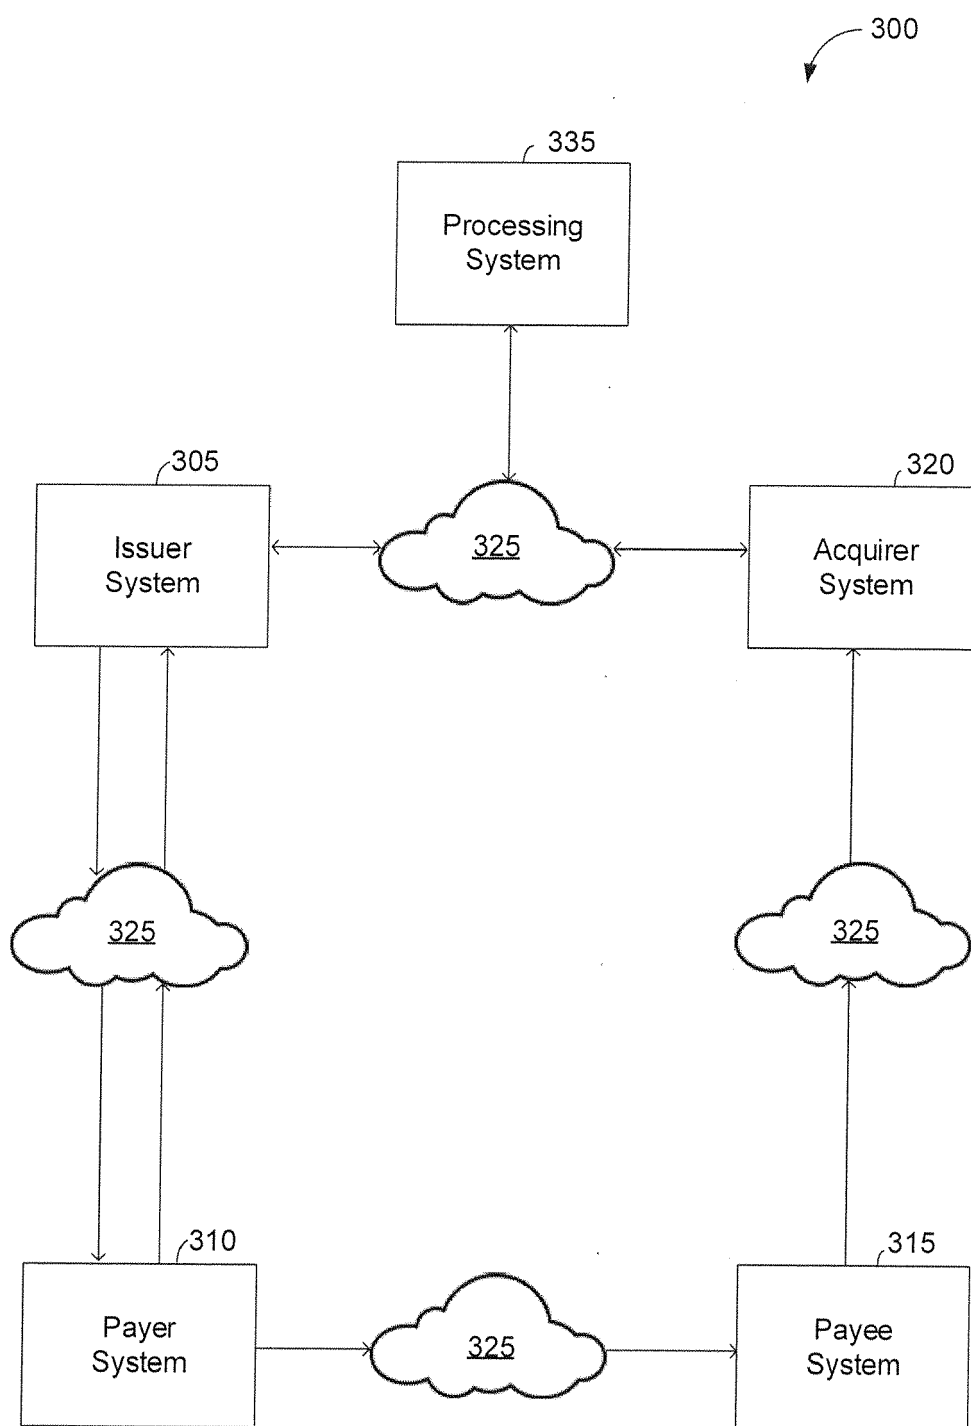 300
335
Processing
System
305
320
Issuer
System
325
Acquirer
System
325
325
310
315
Payer
System
325
Payee
System